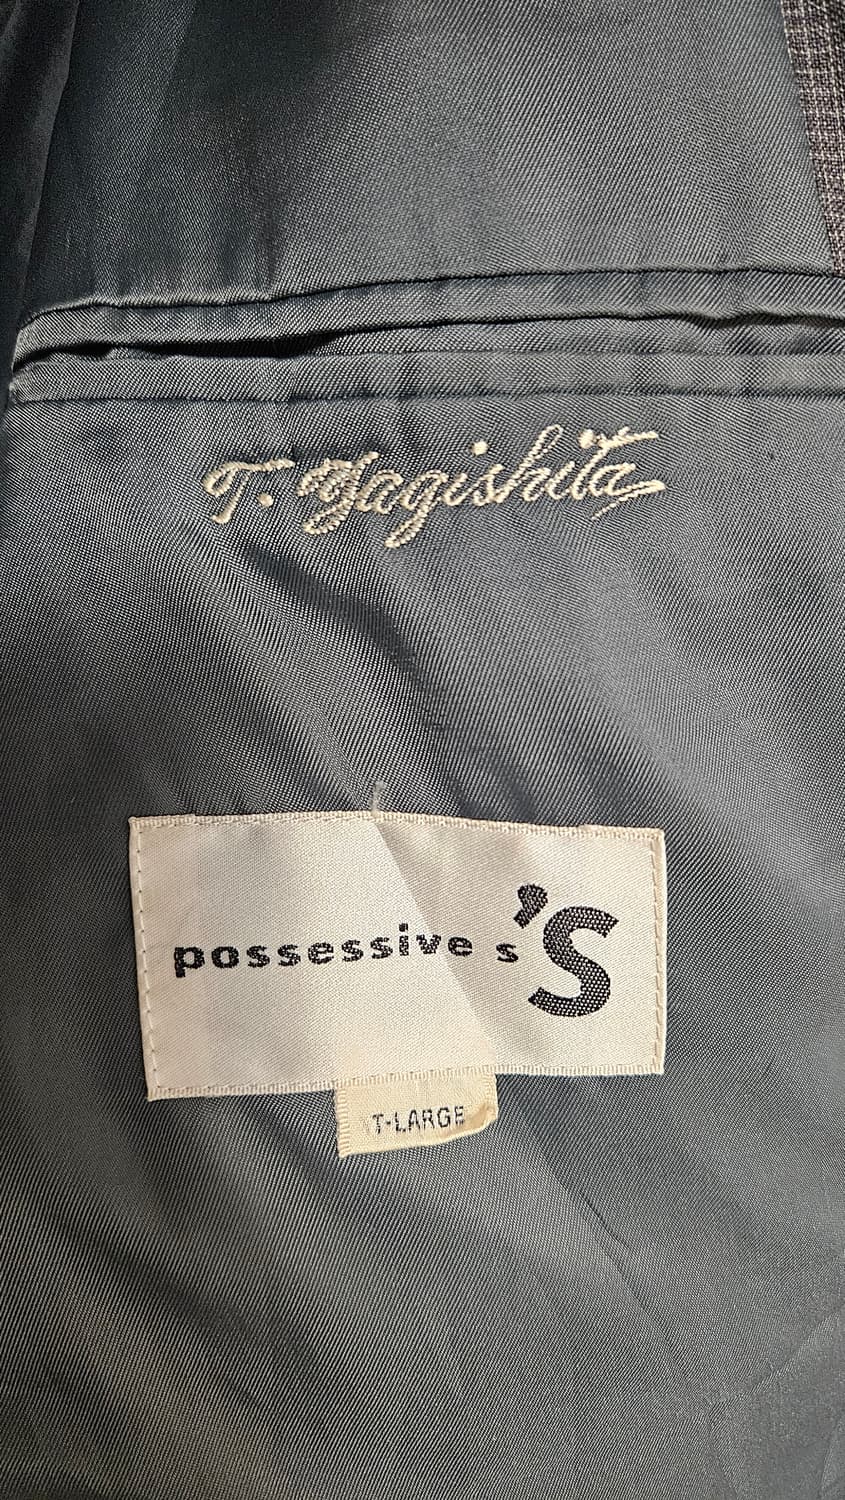 T. Yagishita
possessive s'S
T-LARGE